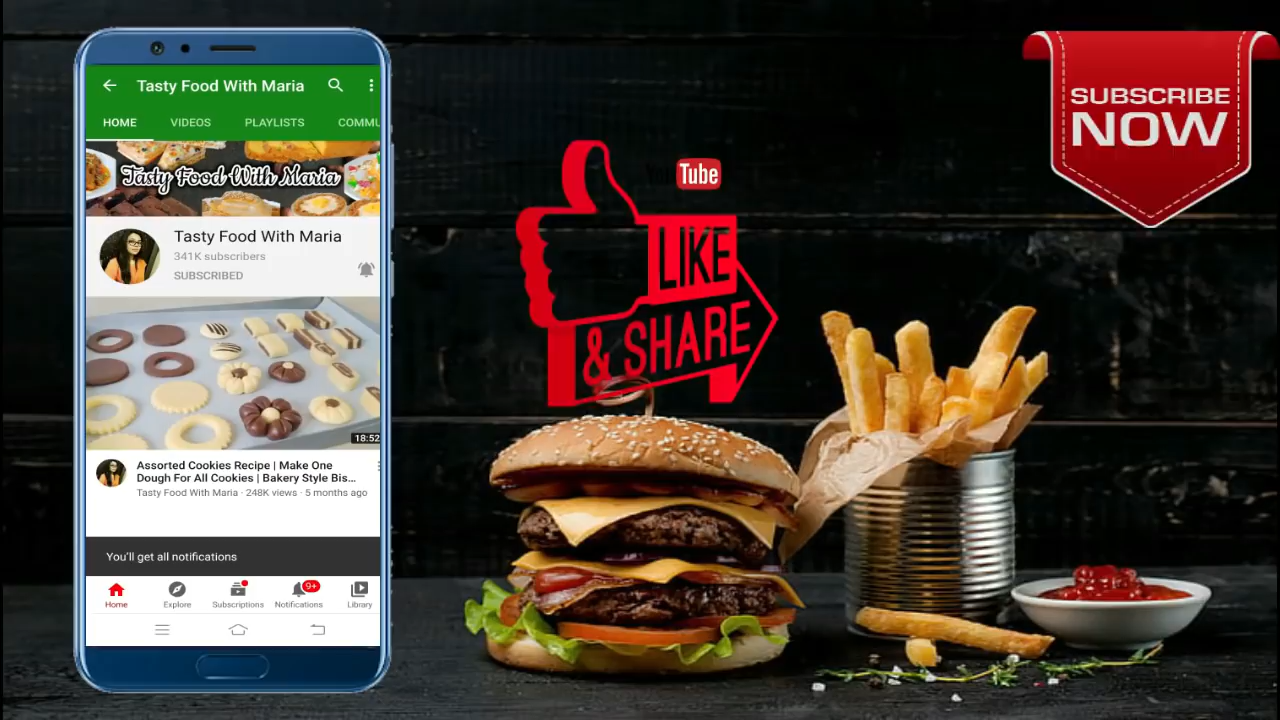 Tasty Food With Maria
HOME VIDEOS PLAYLISTS COMMU
Tasty Food With Maria
Tasty Food With Maria
341K subscribers
SUBSCRIBED
18:52
Assorted Cookies Recipe | Make One
Dough For All Cookies | Bakery Style Bis...
Tasty Food With Maria · 248K views · 5 months ago
You'll get all notifications
9+
Home Explore Subscriptions Notifications Library
You Tube
LIKE
& SHARE
SUBSCRIBE
NOW